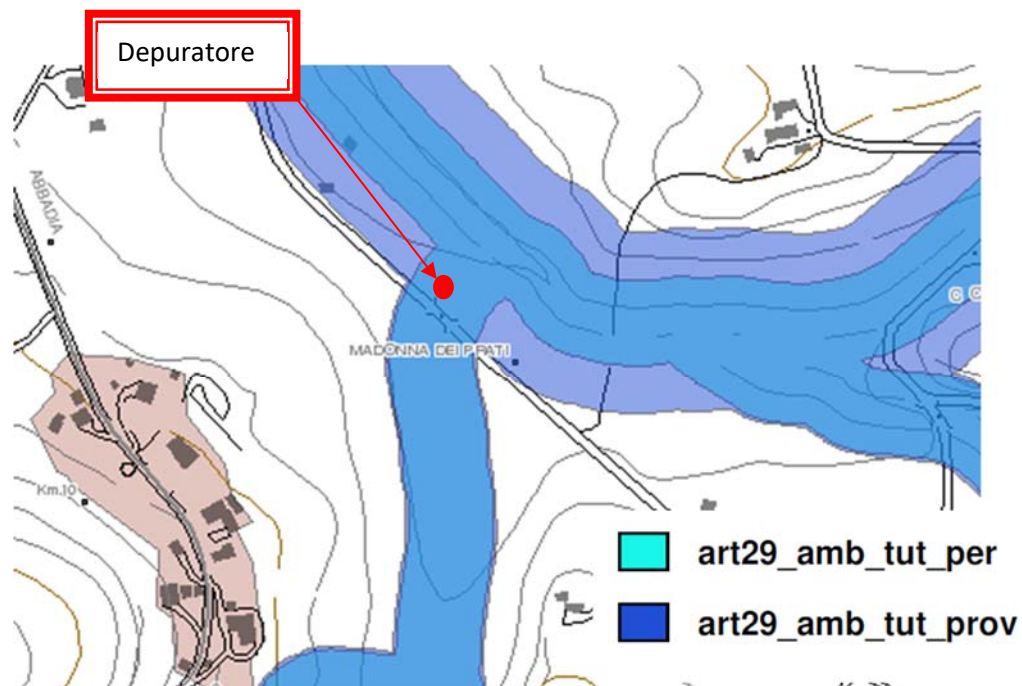 Depuratore
ABBADIA
C C
MADONNA DEI PRATI
Km.10
art29_amb_tut_per
art29_amb_tut_prov